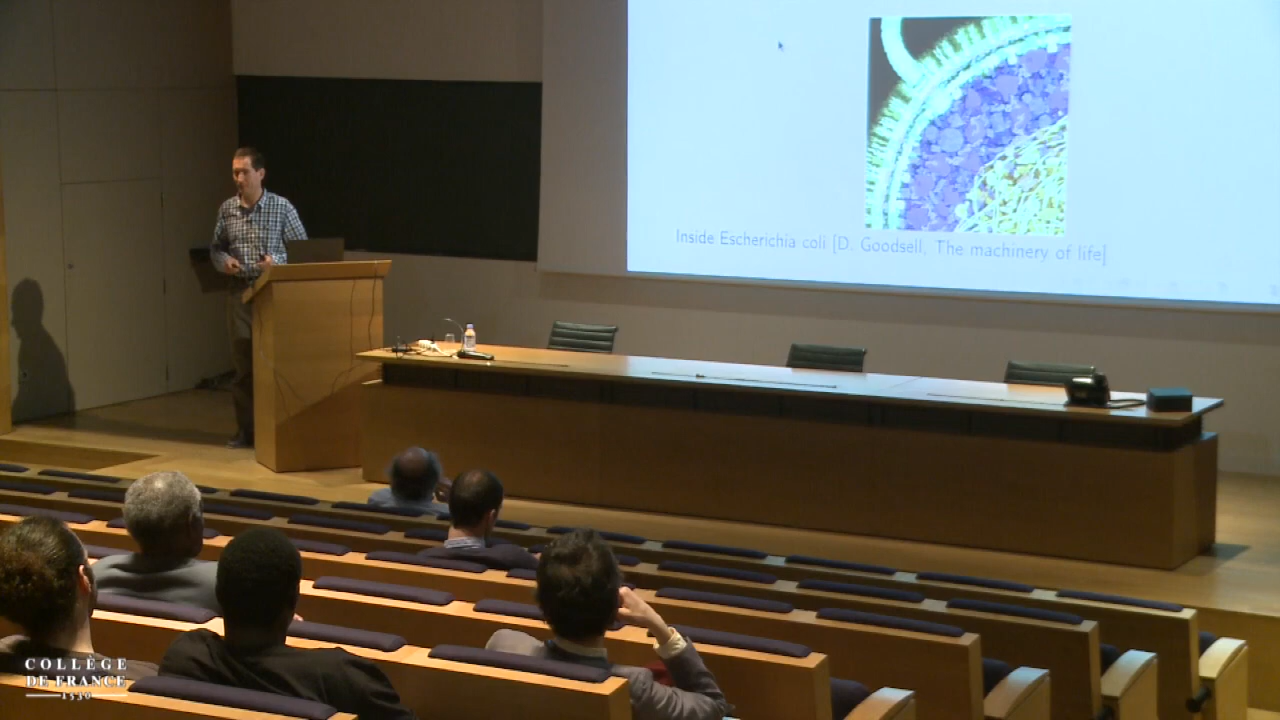 Inside Escherichia coli [D. Goodsell, The machinery of life]
COLLÈGE
DE FRANCE
1530